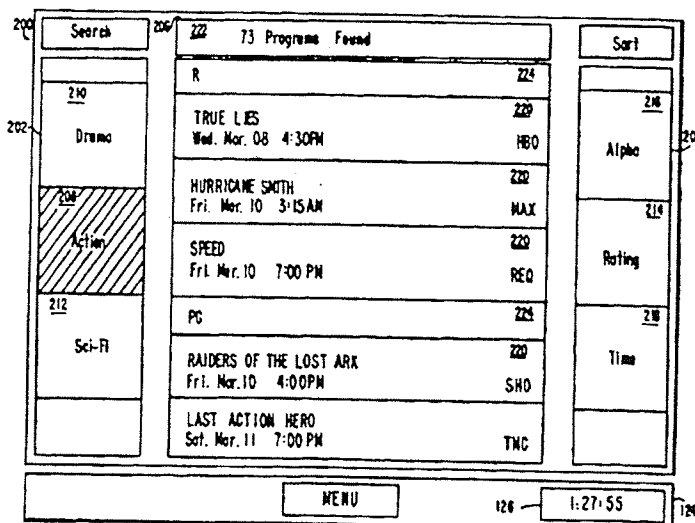 200
Search
206
222 73 Programs Found
Sort
R 224
210
202
Drama
TRUE LIES 220
Wed. Mar. 08 4:30PM HBO
216
Alpha
208
Action
HURRICANE SMITH 220
Fri. Mar. 10 3:15AM MAX
214
Rating
SPEED 220
Fri. Mar. 10 7:00 PM REQ
212
Sci-Fi
PG 224
218
Time
RAIDERS OF THE LOST ARK 220
Fri. Mar. 10 4:00PM SHO
LAST ACTION HERO
Sat. Mar. 11 7:00 PM TMC
MENU
126 1:27:55